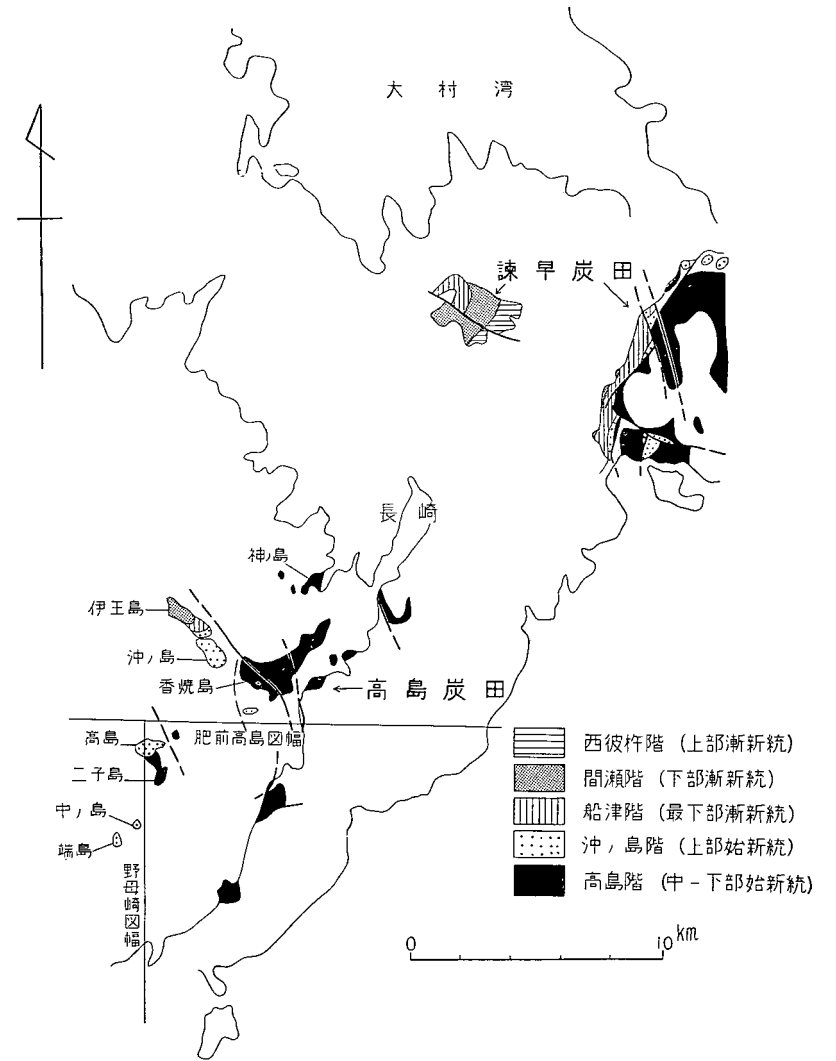 大村湾
諫早炭田
長崎
神ノ島
伊王島
沖ノ島
香焼島
高島炭田
肥前高島図幅
高島
二子島
中ノ島
端島
野母崎図幅
西彼杵階(上部漸新統)
間瀬階(下部漸新統)
船津階(最下部漸新統)
沖ノ島階(上部始新統)
高島階(中-下部始新統)
0 10 km